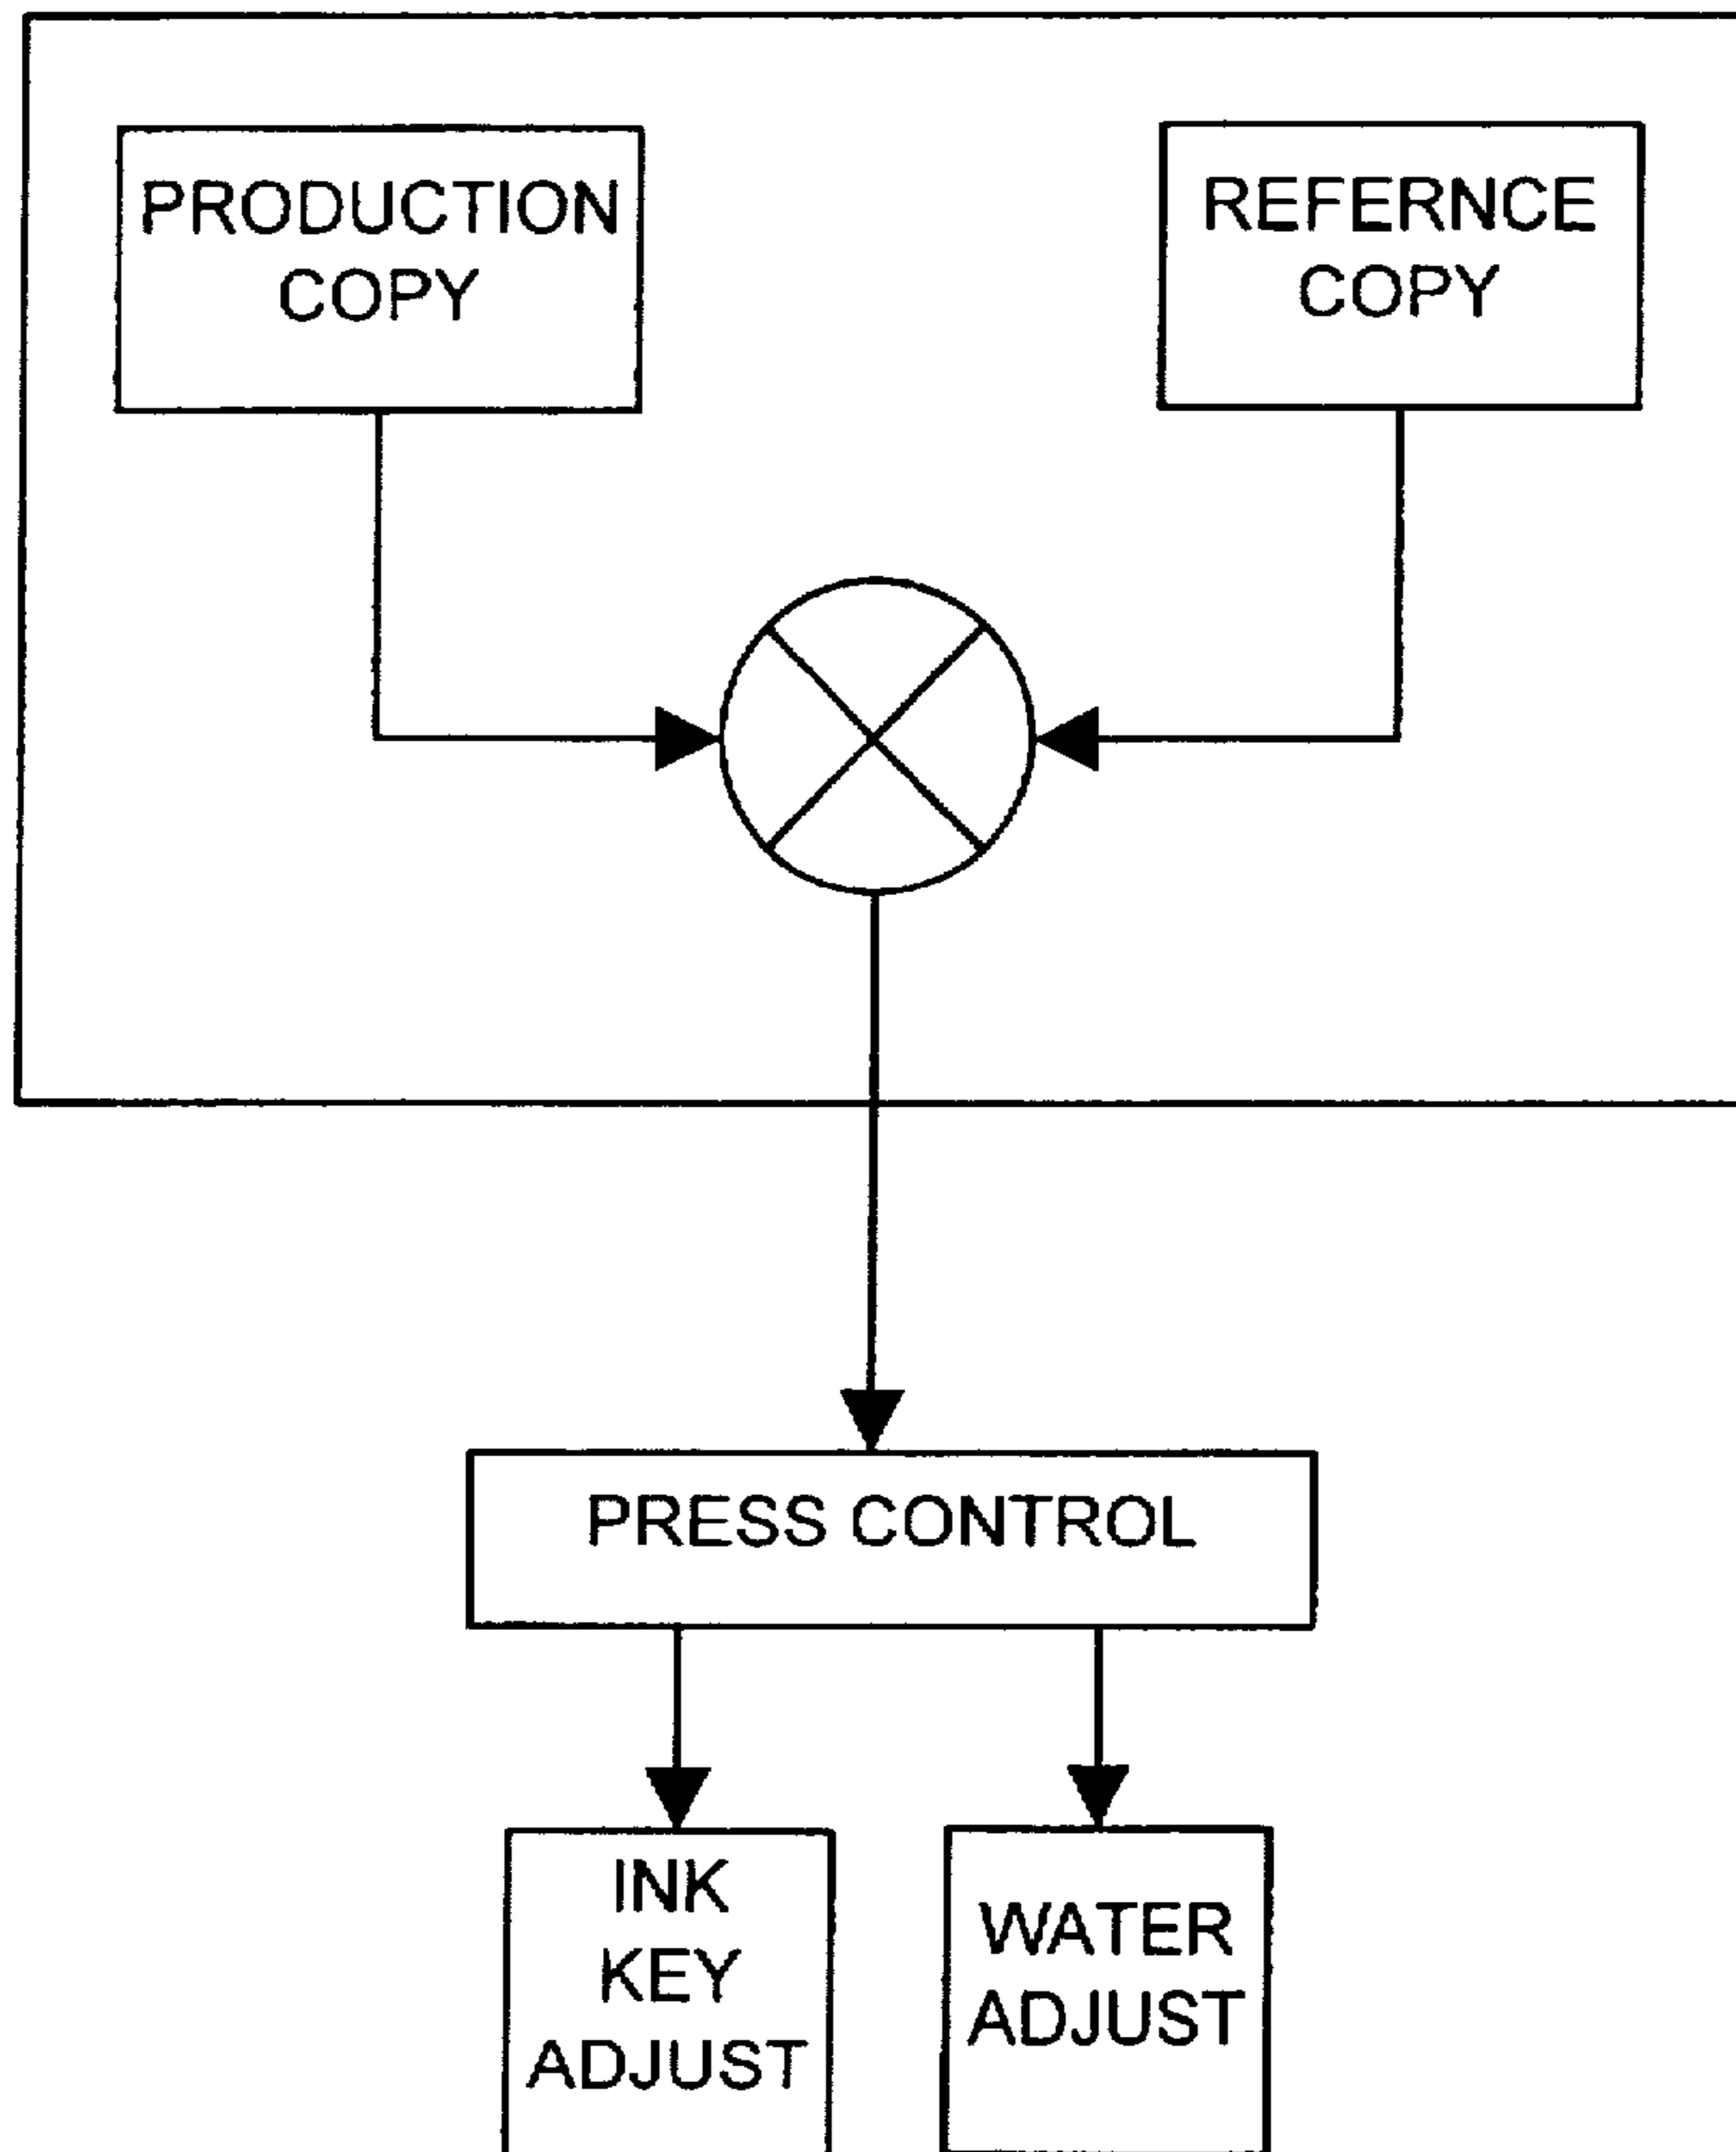 PRODUCTION
COPY
REFERNCE
COPY
PRESS CONTROL
INK
KEY
ADJUST
WATER
ADJUST